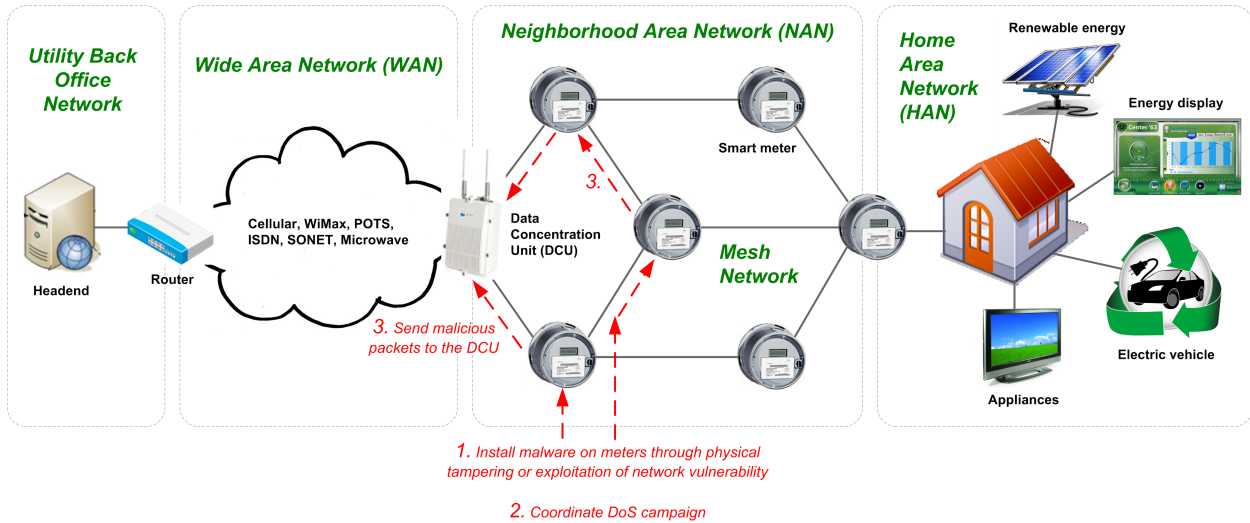 Utility Back
Office
Network
Wide Area Network (WAN)
Neighborhood Area Network (NAN)
Home
Area
Network
(HAN)
Renewable energy
Energy display
Center '63
Smart meter
Cellular, WiMax, POTS,
ISDN, SONET, Microwave
Data
Concentration
Unit (DCU)
3.
Mesh
Network
Headend
Router
3. Send malicious
packets to the DCU
Electric vehicle
Appliances
1. Install malware on meters through physical
tampering or exploitation of network vulnerability
2. Coordinate DoS campaign